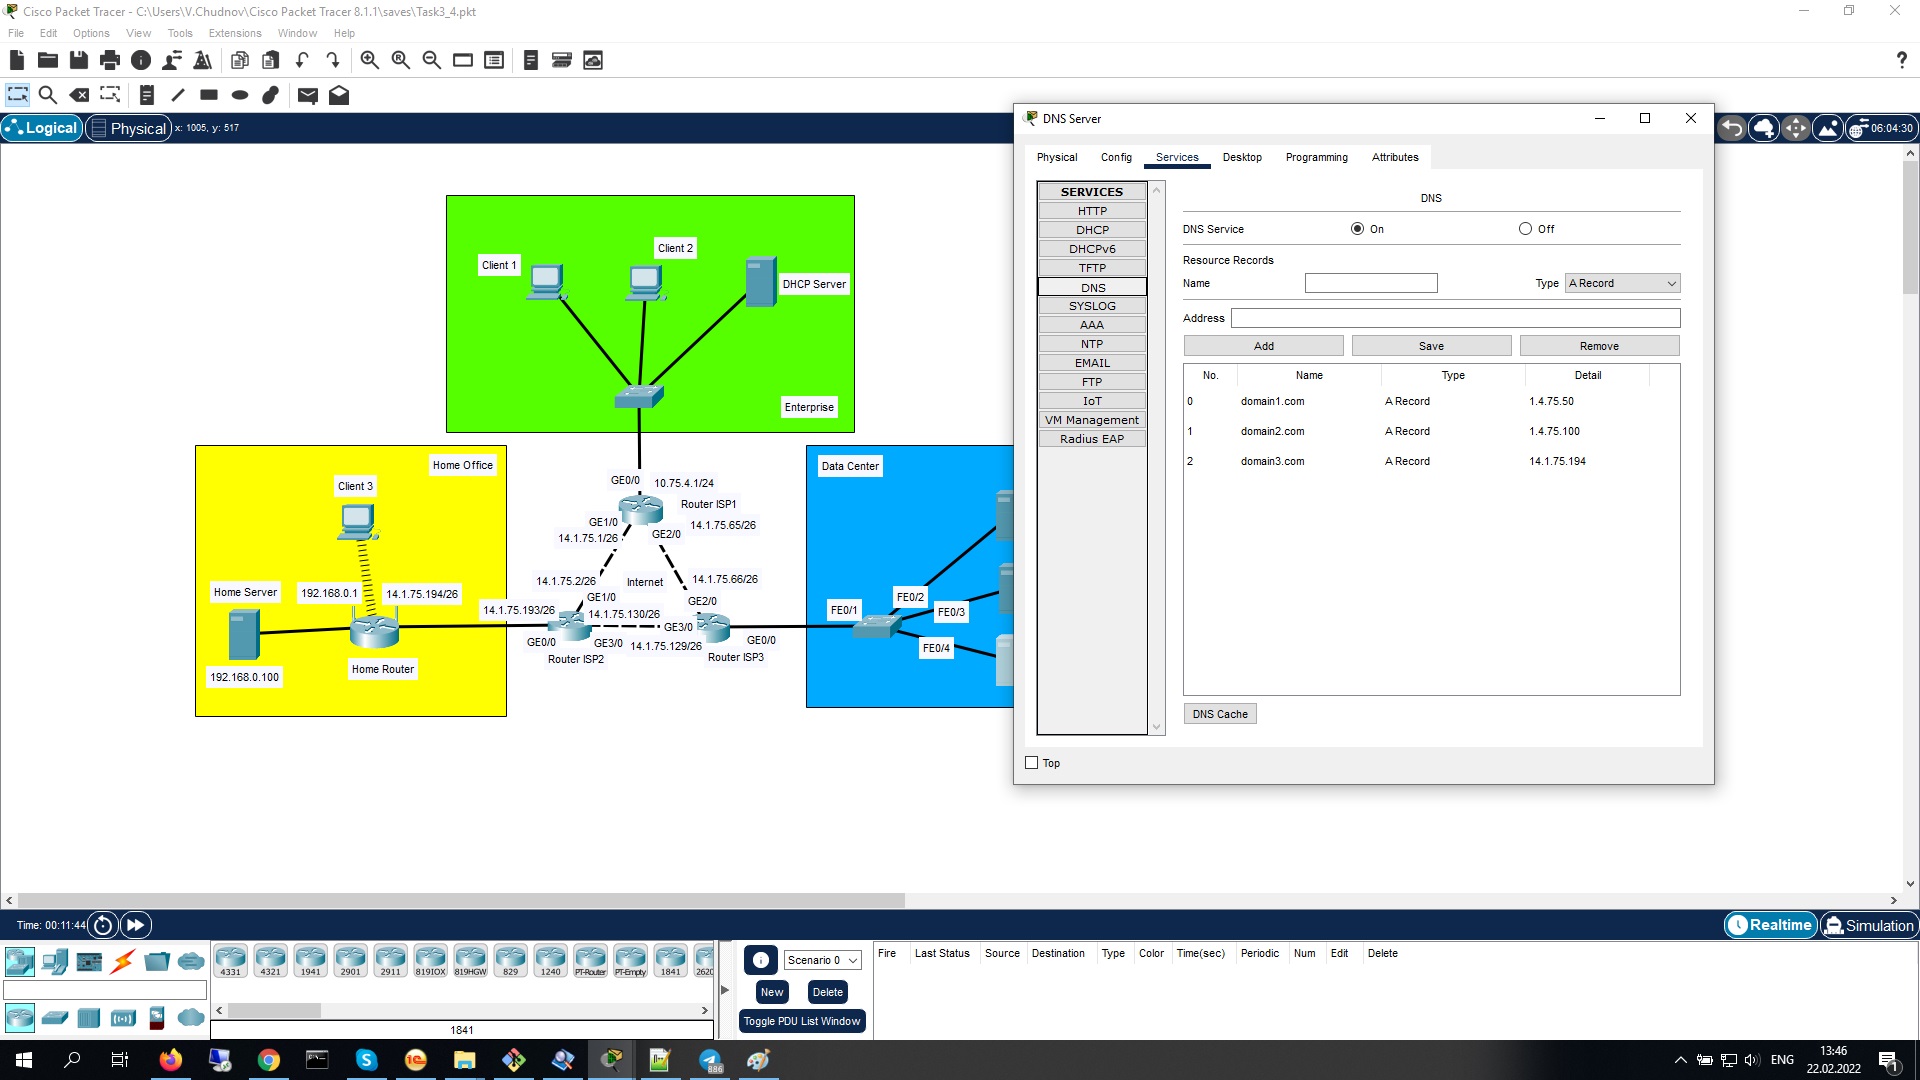 Cisco Packet Tracer - C:\Users\V.Chudnov\Cisco Packet Tracer 8.1.1\saves\Task3_4.pkt
File Edit Options View Tools Extensions Window Help
?
Logical Physical x: 1005, y: 517
06:04:30
Client 1
Client 2
DHCP Server
Enterprise
Home Office
Client 3
Home Server
192.168.0.1
14.1.75.194/26
192.168.0.100
Home Router
GE0/0
10.75.4.1/24
Router ISP1
GE1/0
14.1.75.65/26
14.1.75.1/26
GE2/0
14.1.75.2/26
Internet
14.1.75.66/26
GE1/0
GE2/0
14.1.75.193/26
14.1.75.130/26
GE3/0
GE0/0
GE3/0
14.1.75.129/26
GE0/0
Router ISP2
Router ISP3
Data Center
FE0/1
FE0/2
FE0/3
FE0/4
DNS Server
Physical Config Services Desktop Programming Attributes
SERVICES
HTTP
DHCP
DHCPv6
TFTP
DNS
SYSLOG
AAA
NTP
EMAIL
FTP
IoT
VM Management
Radius EAP
DNS
DNS Service On Off
Resource Records
Name Type A Record
Address
Add Save Remove
No. Name Type Detail
0 domain1.com A Record 1.4.75.50
1 domain2.com A Record 1.4.75.100
2 domain3.com A Record 14.1.75.194
DNS Cache
Top
Time: 00:11:44
Realtime Simulation
4331 4321 1941 2901 2911 819IOX 819HGW 829 1240 PT-Router PT-Empty 1841 2620
1841
Scenario 0
New Delete
Toggle PDU List Window
Fire Last Status Source Destination Type Color Time(sec) Periodic Num Edit Delete
886
ENG
13:46
22.02.2022
1